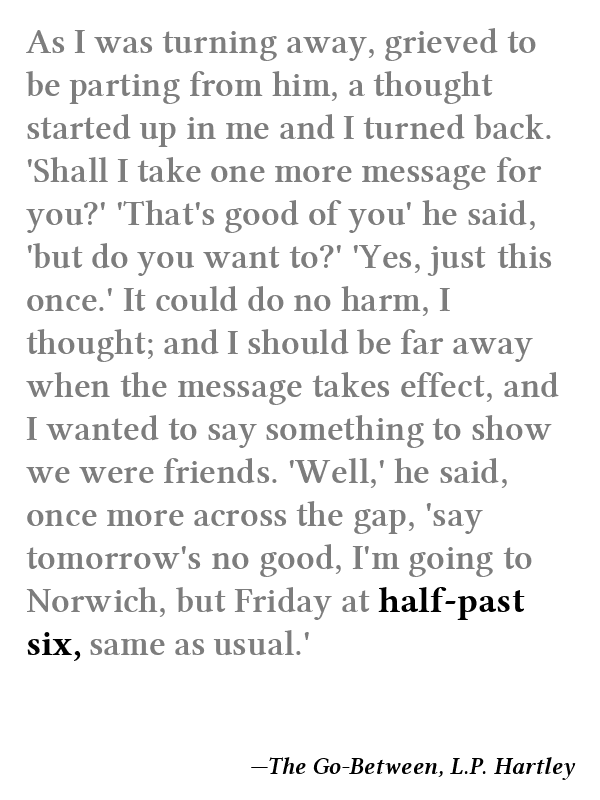 As I was turning away, grieved to
be parting from him, a thought
started up in me and I turned back.
'Shall I take one more message for
you?' 'That's good of you' he said,
'but do you want to?' 'Yes, just this
once.' It could do no harm, I
thought; and I should be far away
when the message takes effect, and
I wanted to say something to show
we were friends. 'Well,' he said,
once more across the gap, 'say
tomorrow's no good, I'm going to
Norwich, but Friday at half-past
six, same as usual.'
—The Go-Between, L.P. Hartley